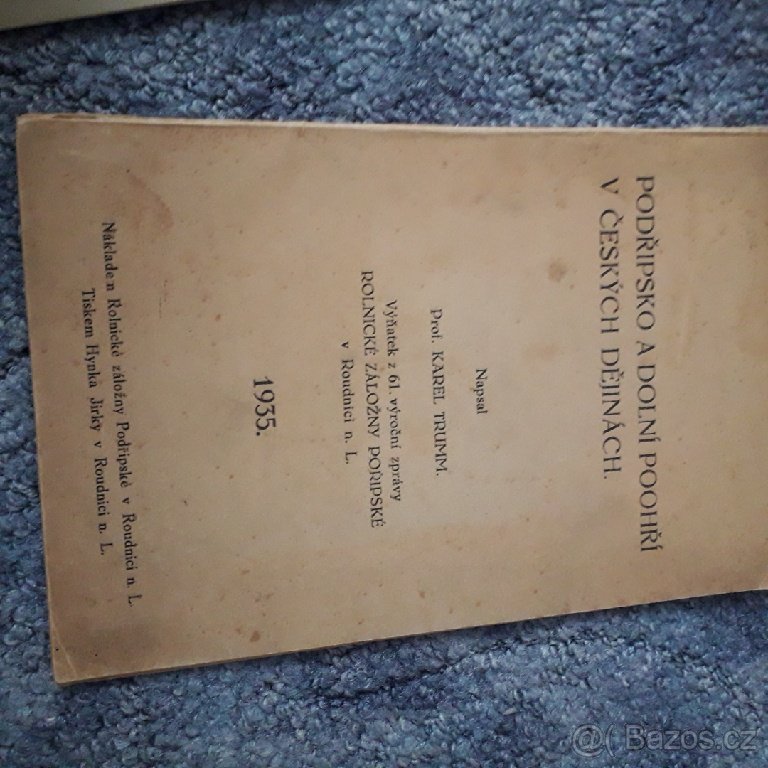 PODŘIPSKO A DOLNÍ POOHŘÍ
V ČESKÝCH DĚJINÁCH.
Napsal
Prof. KAREL TRUMM.
Výňatek z 61. výroční zprávy
ROLNICKÉ ZÁLOŽNY POŘIPSKÉ
v Roudnici n. L.
1935.
Nákladem Rolnické záložny Podřipské v Roudnici n. L.
Tiskem Hynka Jirky v Roudnici n. L.
@( Bazos.cz